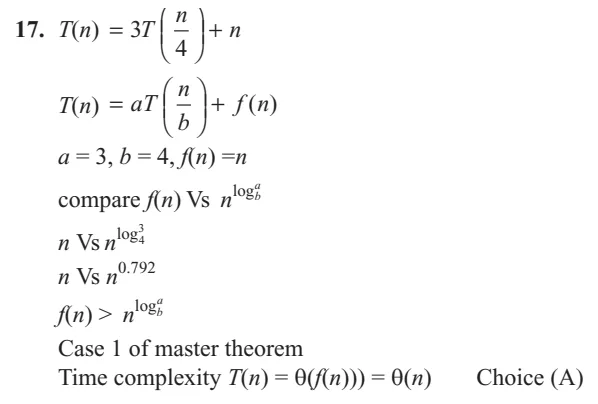 17. T(n) = 3T(n/4) + n
T(n) = aT(n/b) + f(n)
a = 3, b = 4, f(n) =n
compare f(n) Vs n^log_b^a
n Vs n^log_4^3
n Vs n^0.792
f(n) > n^log_b^a
Case 1 of master theorem
Time complexity T(n) = θ(f(n))) = θ(n) Choice (A)